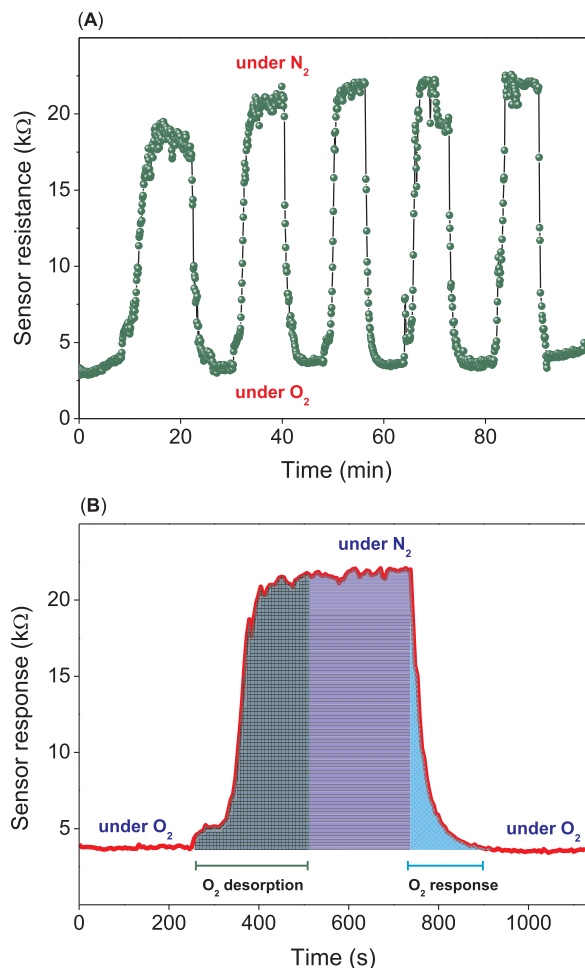 (A)
under N2
20
15
10
5
0
under O2
Sensor resistance (kΩ)
0 20 40 60 80
Time (min)
(B)
under N2
20
15
10
5
0
under O2
under O2
O2 desorption
O2 response
Sensor response (kΩ)
0 200 400 600 800 1000
Time (s)